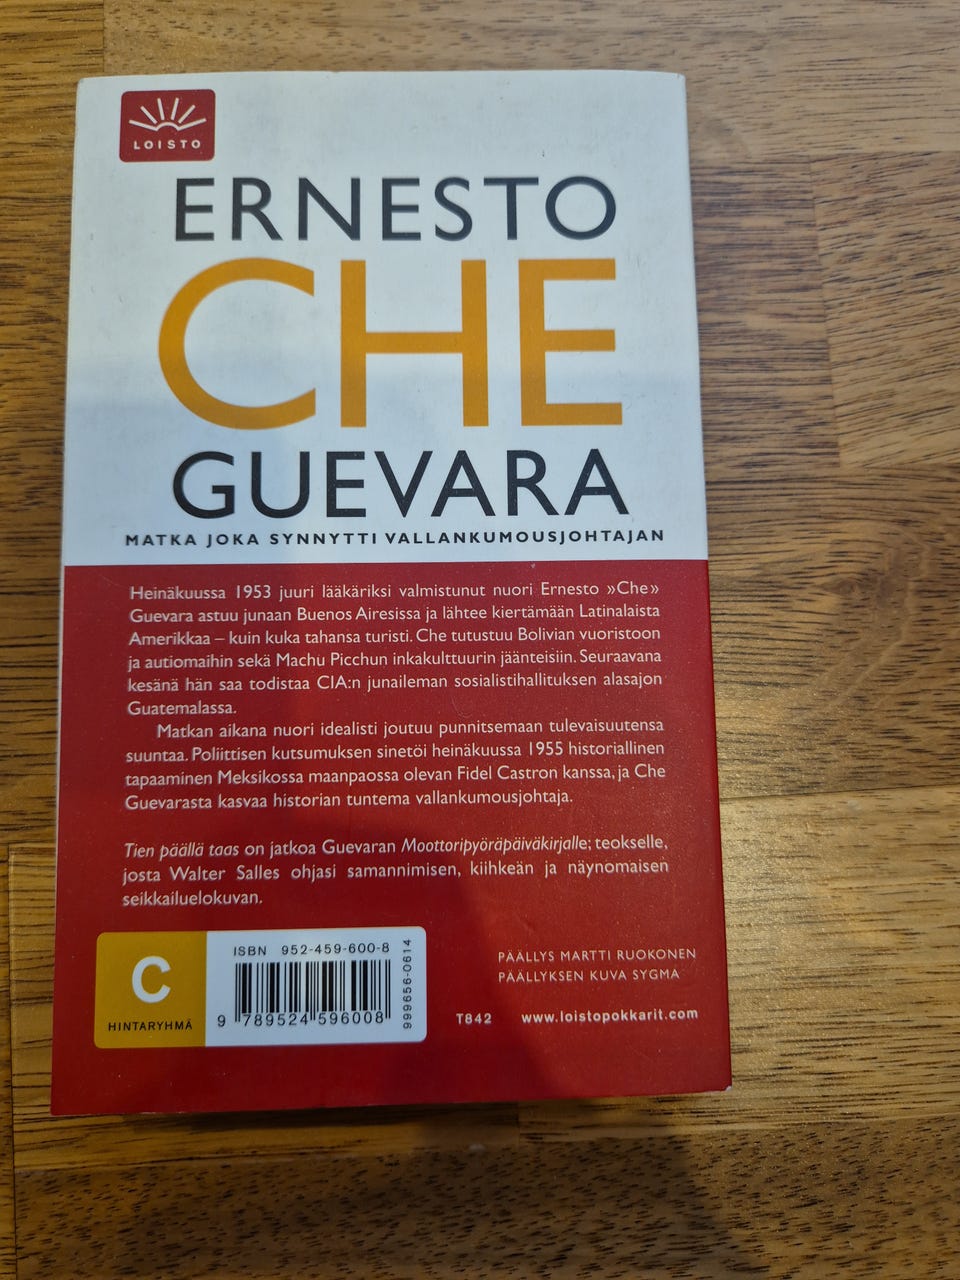 LOISTO
ERNESTO
CHE
GUEVARA
MATKA JOKA SYNNYTTI VALLANKUMOUSJOHTAJAN
Heinäkuussa 1953 juuri lääkäriksi valmistunut nuori Ernesto »Che»
Guevara astuu junaan Buenos Airesissa ja lähtee kiertämään Latinalaista
Amerikkaa – kuin kuka tahansa turisti. Che tutustuu Bolivian vuoristoon
ja autiomaihin sekä Machu Picchun inkakulttuurin jäänteisiin. Seuraavana
kesänä hän saa todistaa CIA:n junaileman sosialistihallituksen alasajon
Guatemalassa.
Matkan aikana nuori idealisti joutuu punnitsemaan tulevaisuutensa
suuntaa. Poliittisen kutsumuksen sinetöi heinäkuussa 1955 historiallinen
tapaaminen Meksikossa maanpaossa olevan Fidel Castron kanssa, ja Che
Guevarasta kasvaa historian tuntema vallankumousjohtaja.
Tien päällä taas on jatkoa Guevaran Moottoripyöräpäiväkirjalle; teokselle,
josta Walter Salles ohjasi samannimisen, kiihkeän ja näynomaisen
seikkailuelokuvan.
C
HINTARYHMÄ
ISBN 952-459-600-8
9 789524 596008
999656-0614
PÄÄLLYS MARTTI RUOKONEN
PÄÄLLYKSEN KUVA SYGMA
T842 www.loistopokkarit.com